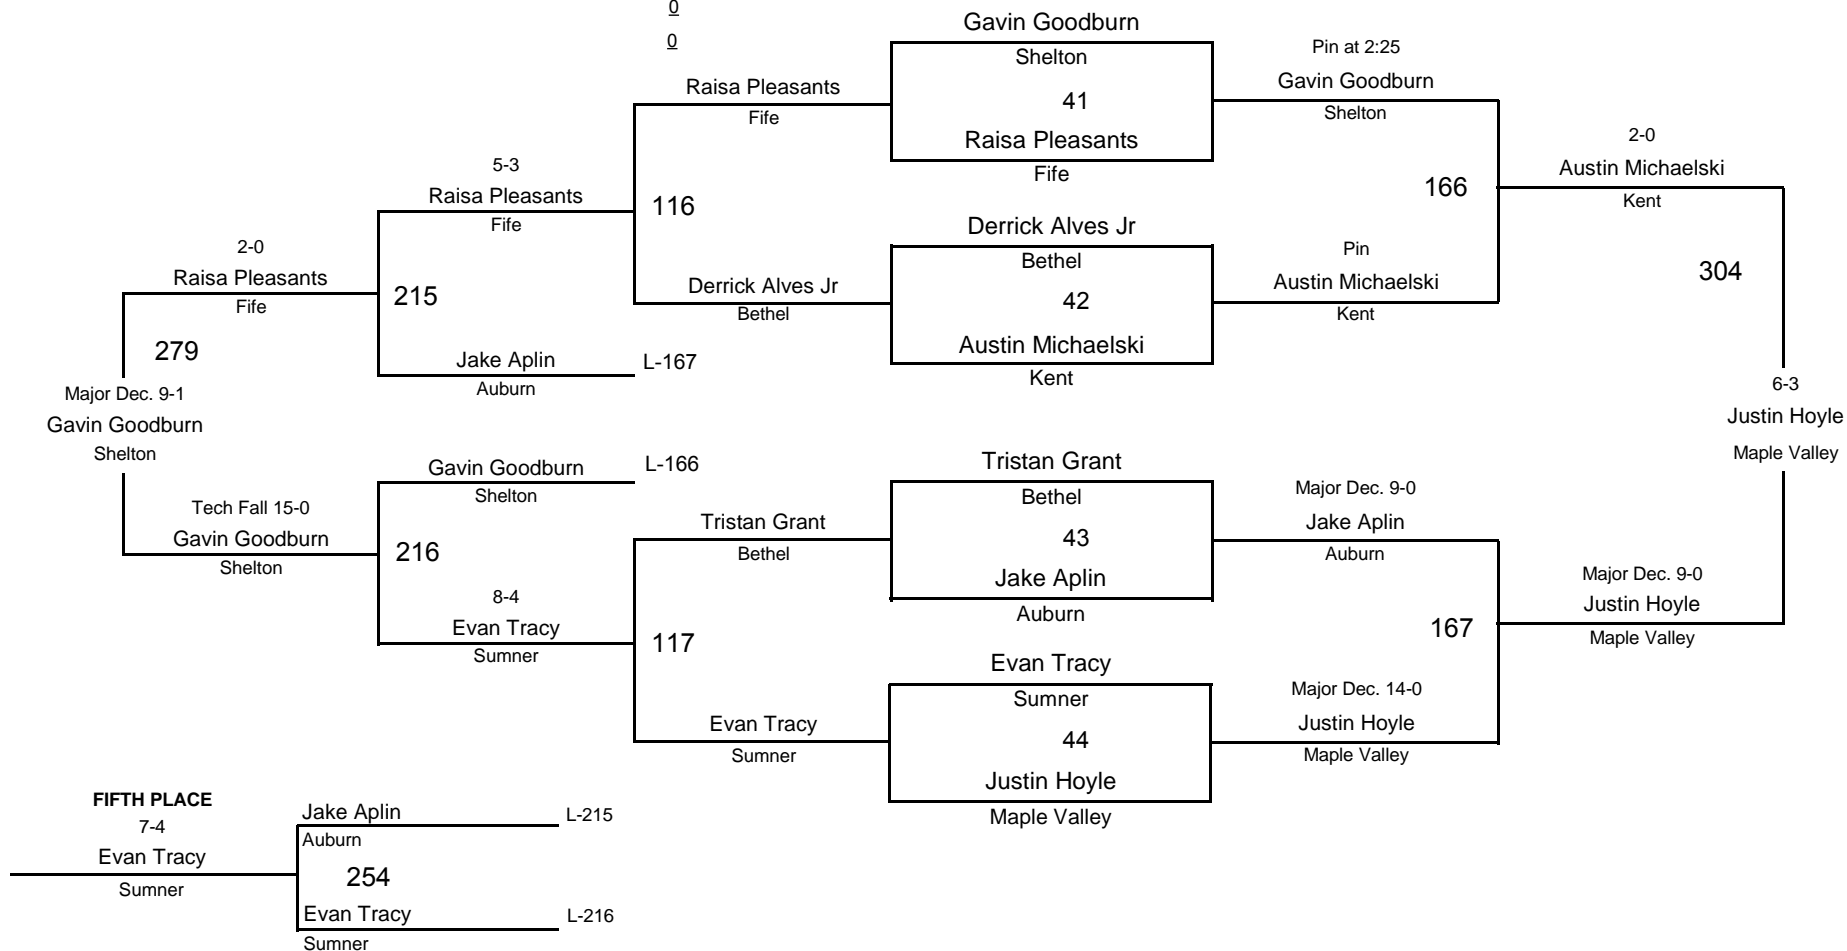 0
0
Gavin Goodburn
Shelton
41
Raisa Pleasants
Fife
Pin at 2:25
Gavin Goodburn
Shelton
Raisa Pleasants
Fife
5-3
Raisa Pleasants
Fife
116
166
2-0
Austin Michaelski
Kent
Derrick Alves Jr
Bethel
42
Austin Michaelski
Kent
Pin
Austin Michaelski
Kent
2-0
Raisa Pleasants
Fife
215
Derrick Alves Jr
Bethel
304
279
Jake Aplin
Auburn
L-167
Major Dec. 9-1
Gavin Goodburn
Shelton
6-3
Justin Hoyle
Maple Valley
Gavin Goodburn
Shelton
L-166
Tristan Grant
Bethel
43
Jake Aplin
Auburn
Major Dec. 9-0
Jake Aplin
Auburn
Tech Fall 15-0
Gavin Goodburn
Shelton
216
Tristan Grant
Bethel
8-4
Evan Tracy
Sumner
117
167
Major Dec. 9-0
Justin Hoyle
Maple Valley
Evan Tracy
Sumner
44
Justin Hoyle
Maple Valley
Major Dec. 14-0
Justin Hoyle
Maple Valley
Evan Tracy
Sumner
FIFTH PLACE
7-4
Evan Tracy
Sumner
Jake Aplin
Auburn
L-215
254
Evan Tracy
Sumner
L-216